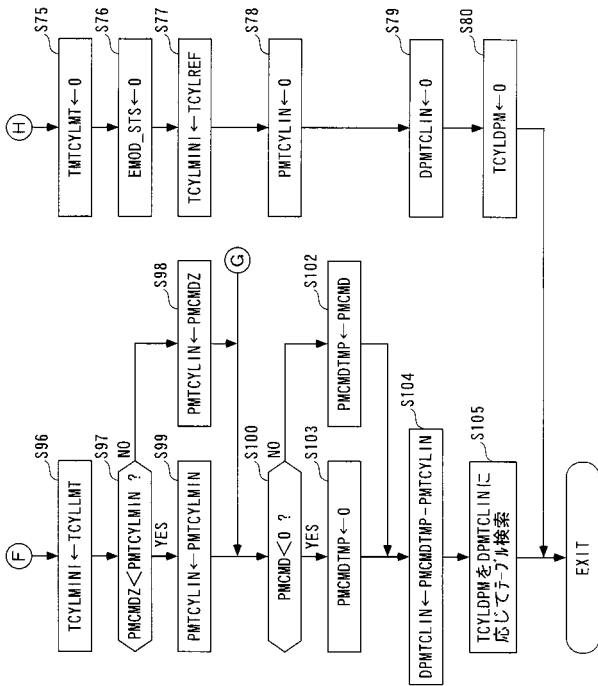 F
S96
TCYLMINI←TCYLLMT
S97
PMCMDZ<PMTCYLMIN ?
NO
YES
S98
PMTCYLIN←PMCMDZ
S99
PMTCYLIN←PMTCYLMIN
G
S100
PMCMD<0 ?
NO
YES
S102
PMCMDTMP←PMCMD
S103
PMCMDTMP←0
S104
DPMTCLIN←PMCMDTMP-PMTCYLIN
S105
TCYLDPMをDPMTCLINに
応じてテーブル検索
EXIT
H
S75
TMTCYLMT←0
S76
EMOD_STS←0
S77
TCYLMINI←TCYLREF
S78
PMTCYLIN←0
S79
DPMTCLIN←0
S80
TCYLDPM←0